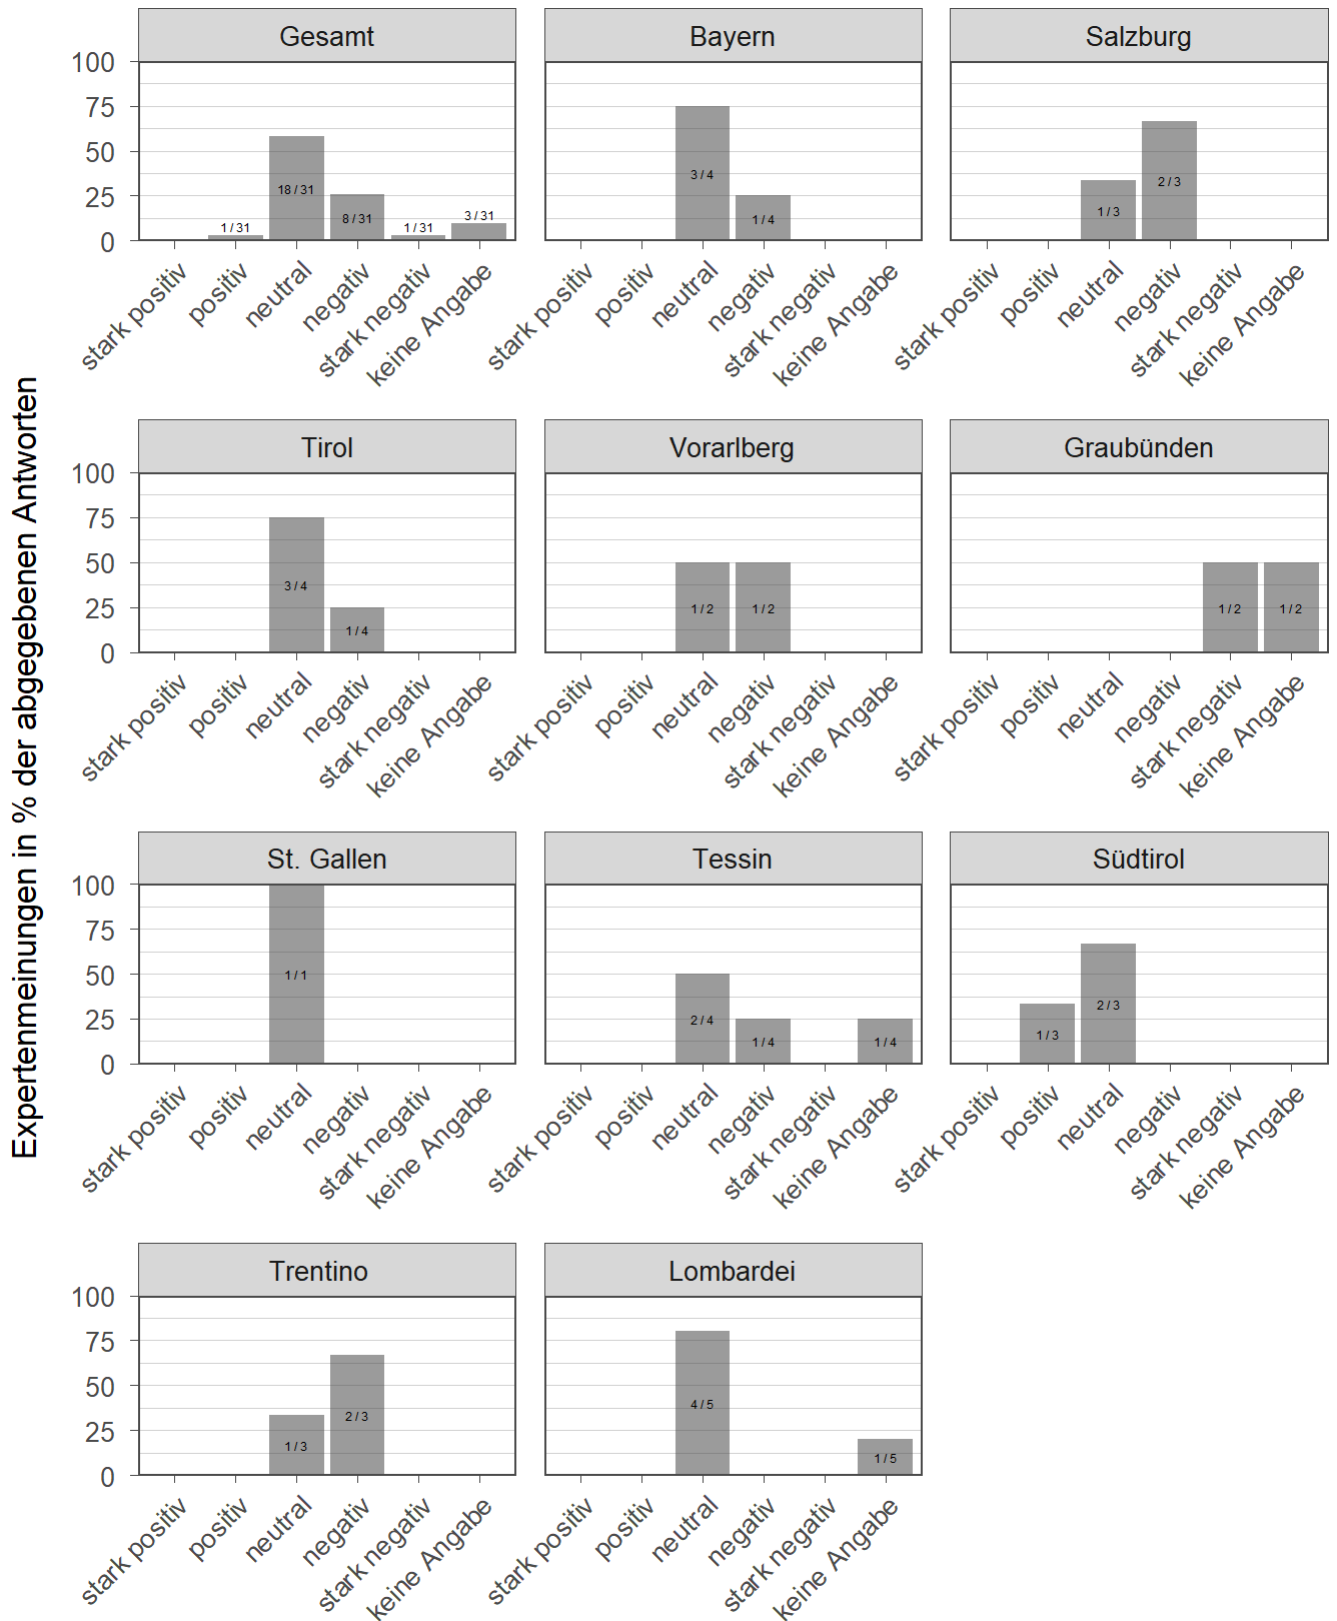 Expertenmeinungen in % der abgegebenen Antworten
Gesamt
100
75
50
25
0
1 / 31
18 / 31
8 / 31
1 / 31
3 / 31
stark positiv
positiv
neutral
negativ
stark negativ
keine Angabe
Bayern
3 / 4
1 / 4
stark positiv
positiv
neutral
negativ
stark negativ
keine Angabe
Salzburg
1 / 3
2 / 3
stark positiv
positiv
neutral
negativ
stark negativ
keine Angabe
Tirol
100
75
50
25
0
3 / 4
1 / 4
stark positiv
positiv
neutral
negativ
stark negativ
keine Angabe
Vorarlberg
1 / 2
1 / 2
stark positiv
positiv
neutral
negativ
stark negativ
keine Angabe
Graubünden
1 / 2
1 / 2
stark positiv
positiv
neutral
negativ
stark negativ
keine Angabe
St. Gallen
100
75
50
25
0
1 / 1
stark positiv
positiv
neutral
negativ
stark negativ
keine Angabe
Tessin
2 / 4
1 / 4
1 / 4
stark positiv
positiv
neutral
negativ
stark negativ
keine Angabe
Südtirol
1 / 3
2 / 3
stark positiv
positiv
neutral
negativ
stark negativ
keine Angabe
Trentino
100
75
50
25
0
1 / 3
2 / 3
stark positiv
positiv
neutral
negativ
stark negativ
keine Angabe
Lombardei
4 / 5
1 / 5
stark positiv
positiv
neutral
negativ
stark negativ
keine Angabe